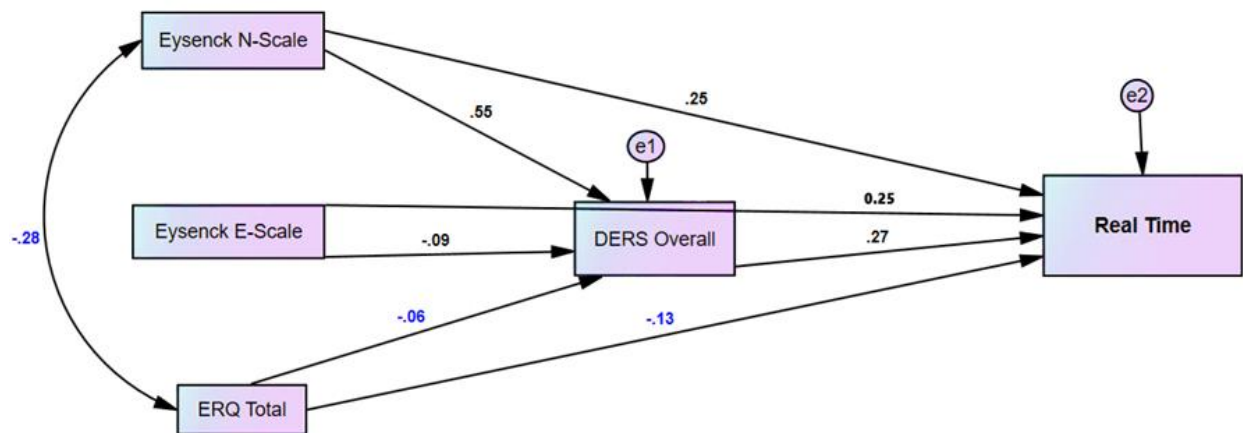 Eysenck N-Scale
e2
.25
.55
e1
0.25
Eysenck E-Scale
DERS Overall
Real Time
-.28
-.09
.27
-.06
-.13
ERQ Total